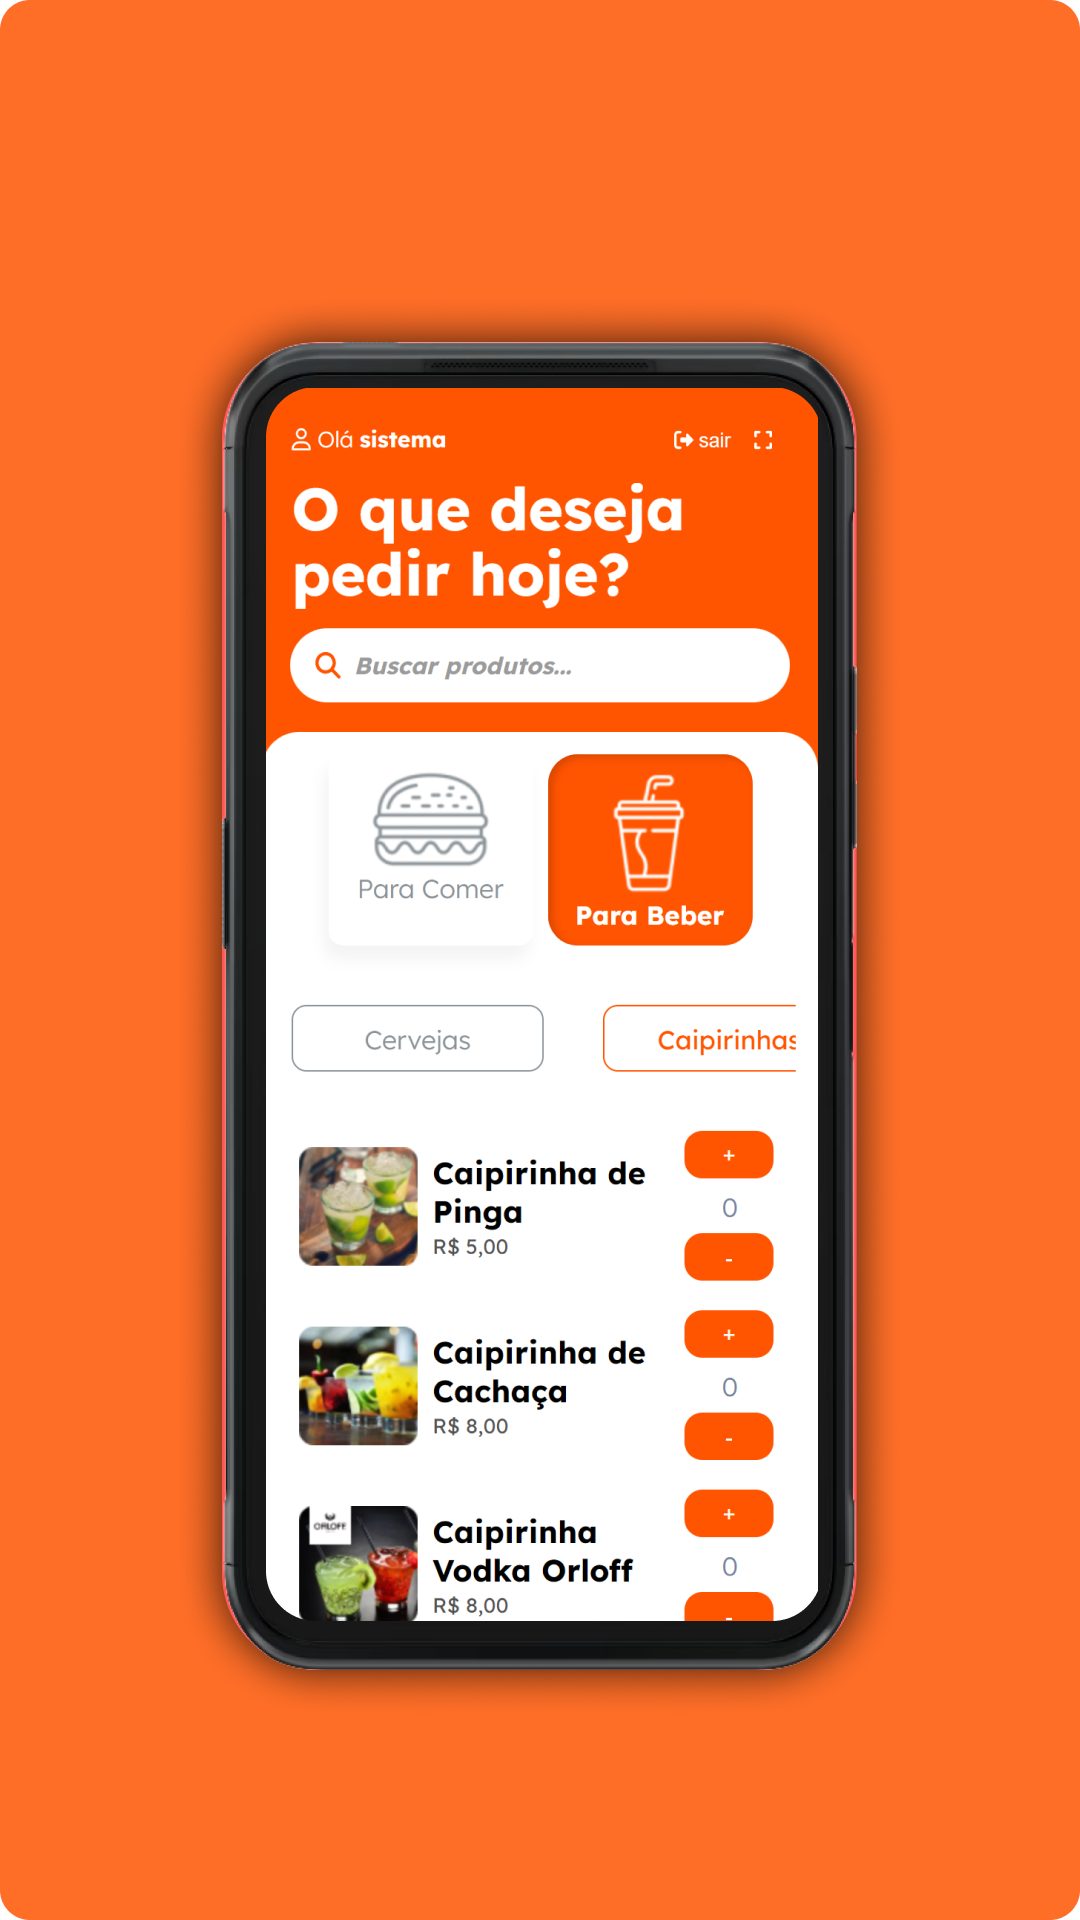 Olá sistema
sair
O que deseja
pedir hoje?
Buscar produtos...
Para Comer
Para Beber
Cervejas
Caipirinhas
Caipirinha de
Pinga
R$ 5,00
+
0
-
Caipirinha de
Cachaça
R$ 8,00
+
0
-
ORLOFF
Caipirinha
Vodka Orloff
R$ 8,00
+
0
-